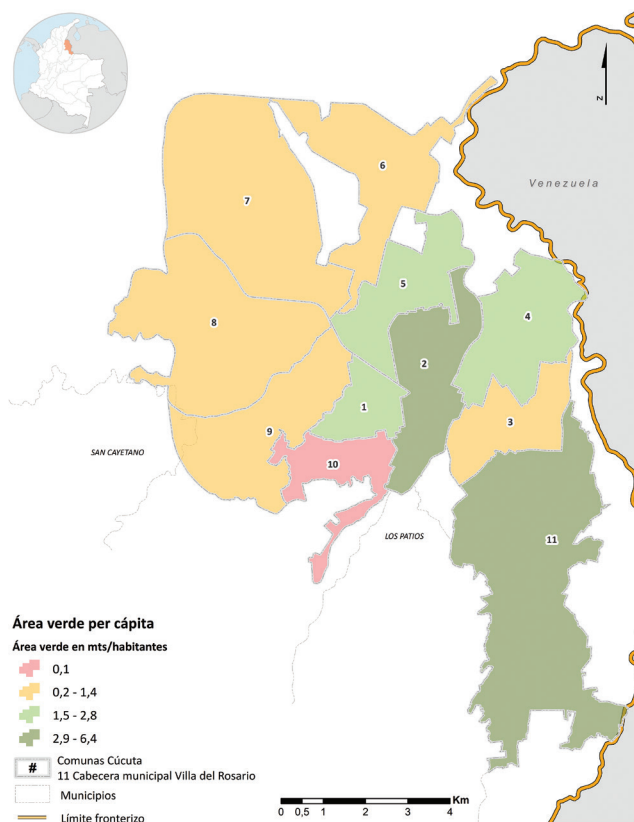 Z
Venezuela
6
7
5
4
8
2
1
3
9
SAN CAYETANO
10
LOS PATIOS
11
Área verde per cápita
Área verde en mts/habitantes
0,1
0,2 - 1,4
1,5 - 2,8
2,9 - 6,4
# Comunas Cúcuta
11 Cabecera municipal Villa del Rosario
Municipios
Límite fronterizo
Km
0 0,5 1 2 3 4